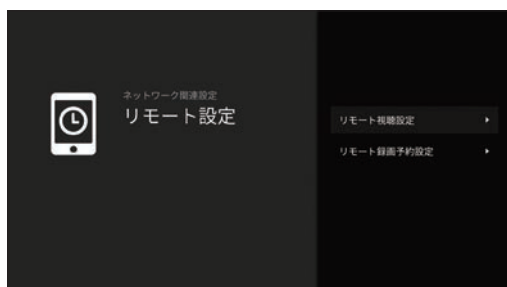 ネットワーク関連設定
リモート設定
リモート視聴設定
リモート録画予約設定